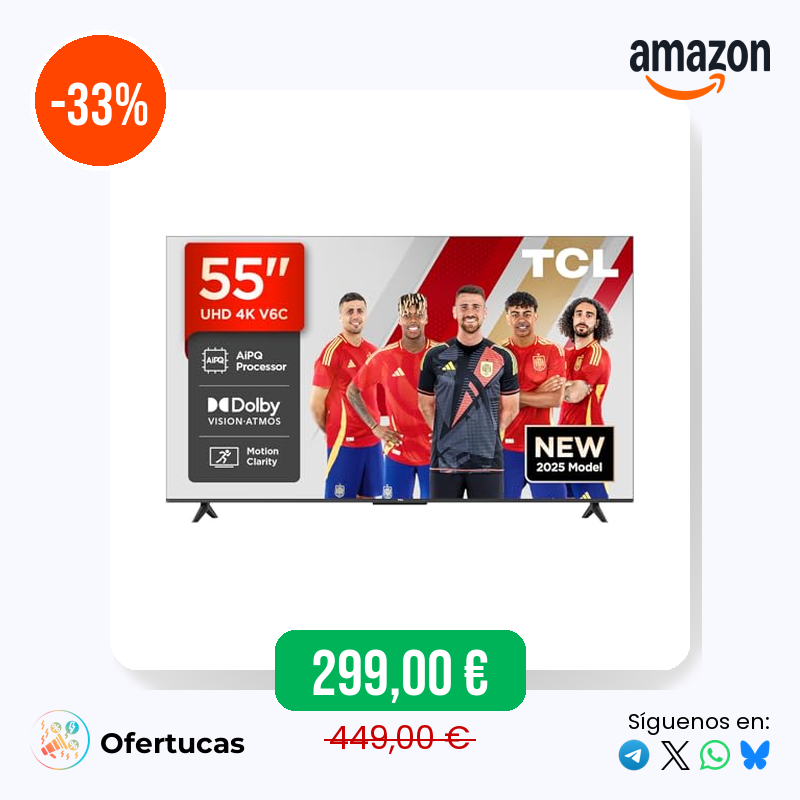 -33%
amazon
55"
UHD 4K V6C
TCL
AiPQ
AiPQ
Processor
Dolby
VISION·ATMOS
Motion
Clarity
NEW
2025 Model
TCL
299,00 €
449,00 €
Ofertucas
Síguenos en: